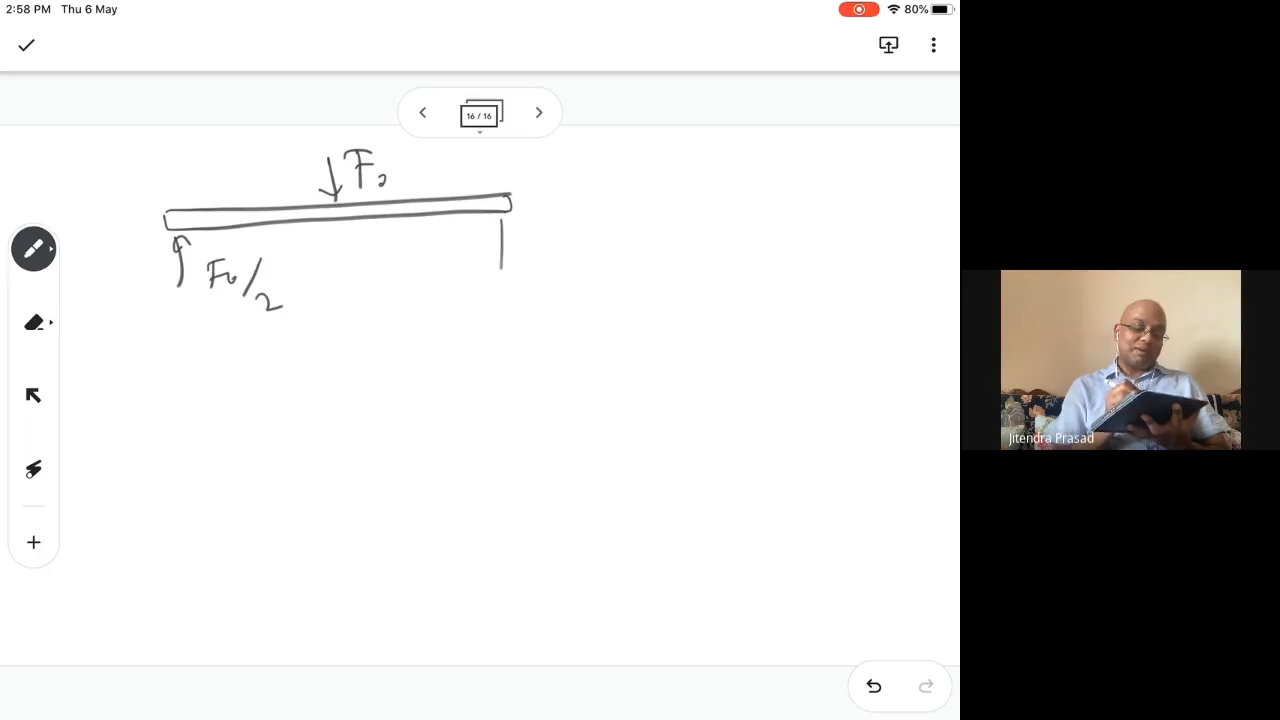 2:58 PM Thu 6 May
80%
16 / 16
F₀
F₀/2
Jitendra Prasad